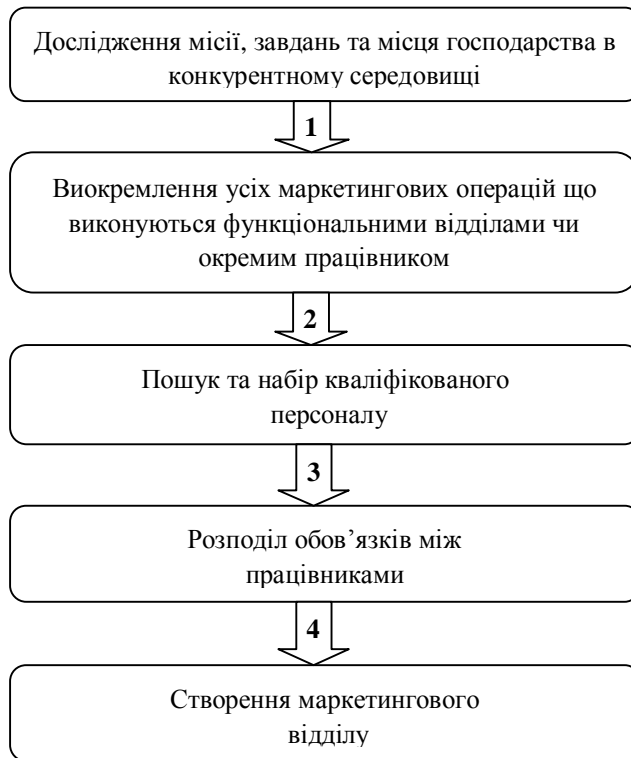 Дослідження місії, завдань та місця господарства в
конкурентному середовищі
1
Виокремлення усіх маркетингових операцій що
виконуються функціональними відділами чи
окремим працівником
2
Пошук та набір кваліфікованого
персоналу
3
Розподіл обов’язків між
працівниками
4
Створення маркетингового
відділу